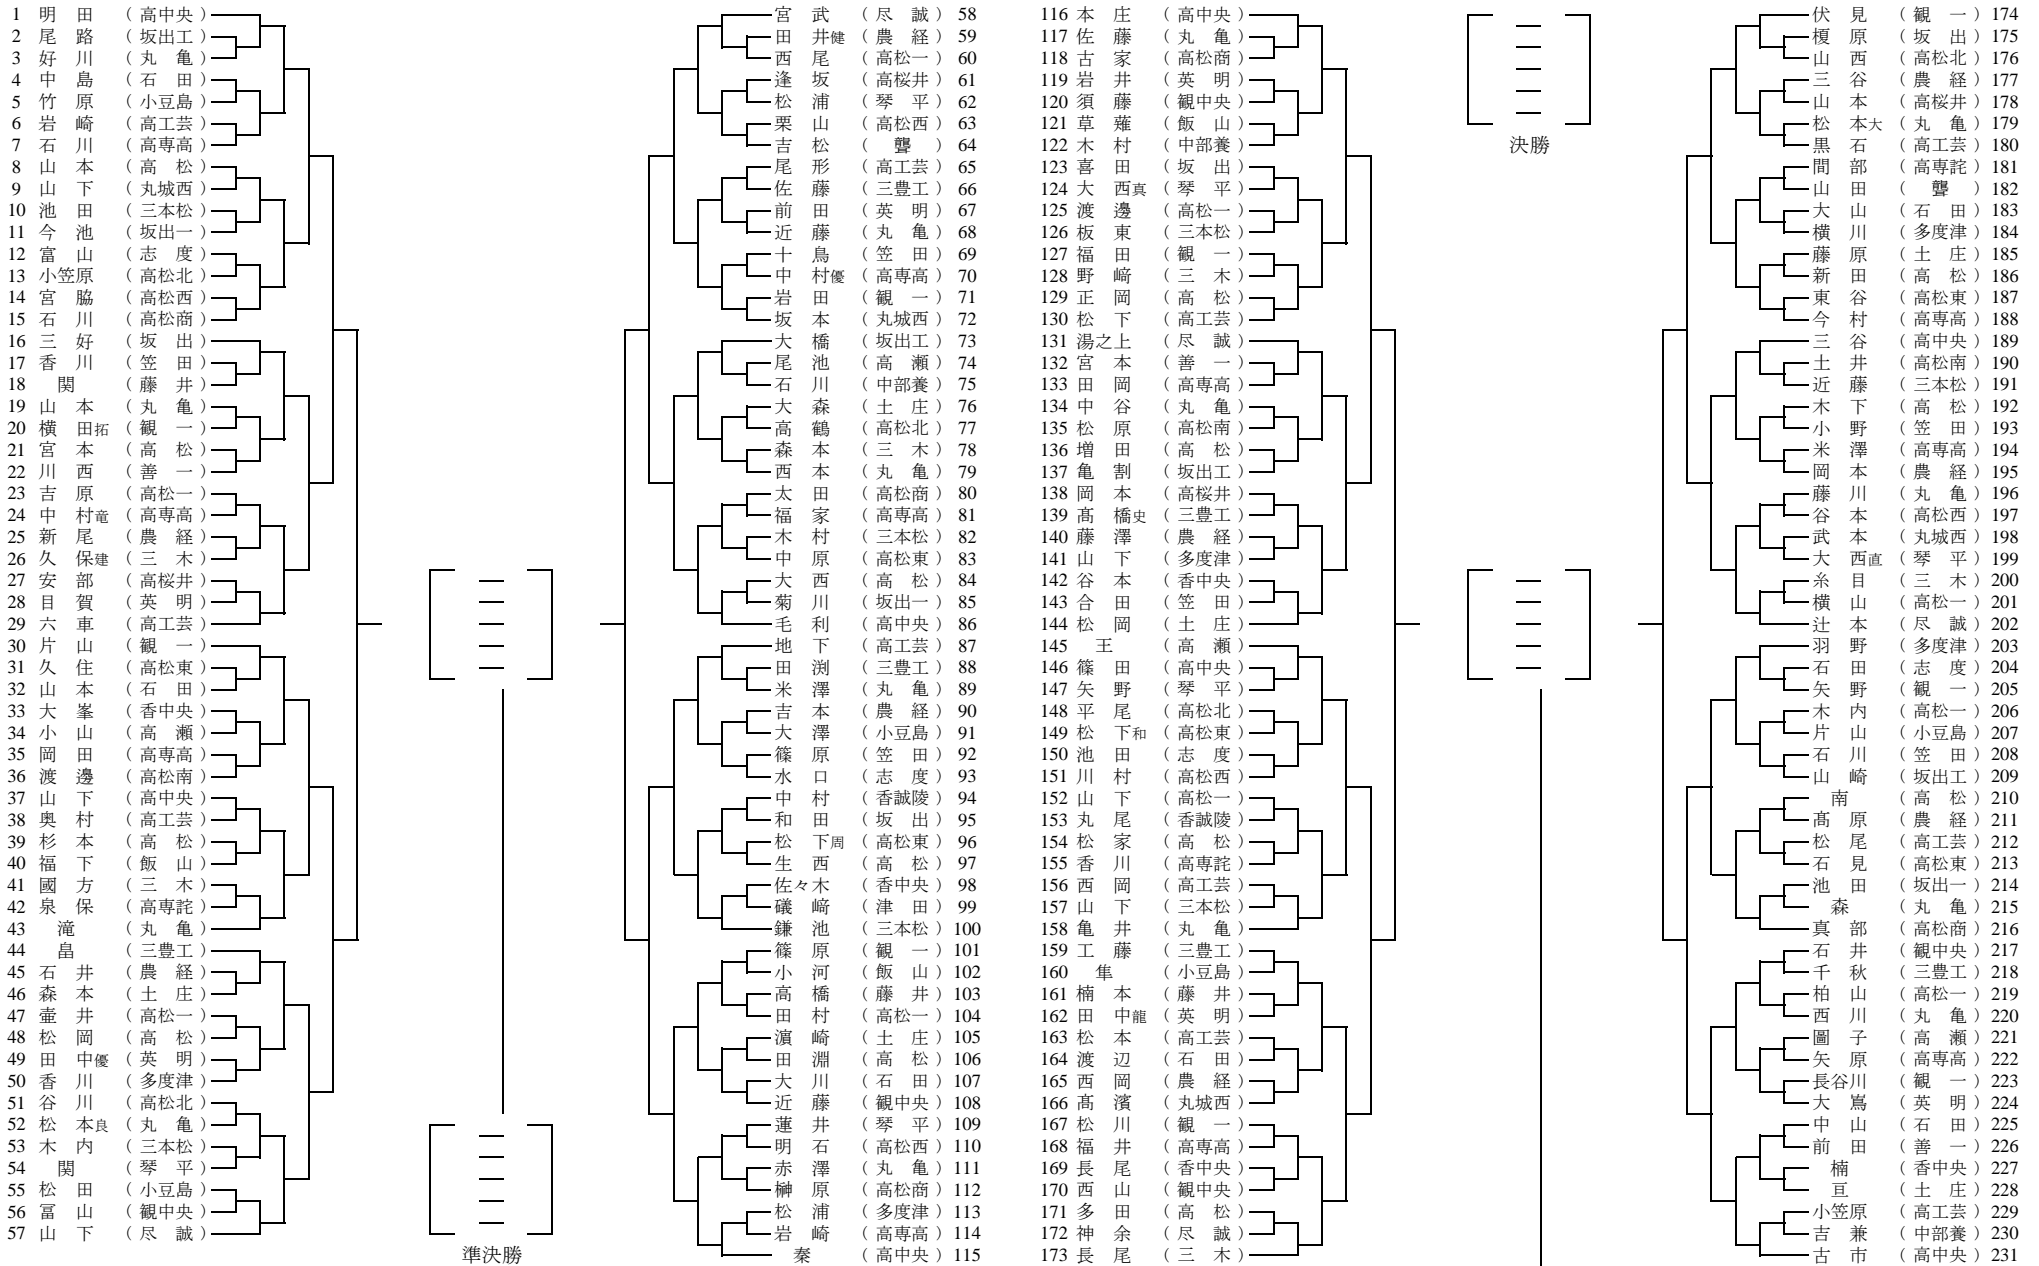 1 明田 (高中央)
2 尾路 (坂出工)
3 好川 (丸亀)
4 中島 (石田)
5 竹原 (小豆島)
6 岩崎 (高工芸)
7 石川 (高専高)
8 山本 (高松)
9 山下 (丸城西)
10 池田 (三本松)
11 今池 (坂出一)
12 富山 (志度)
13 小笠原 (高松北)
14 宮脇 (高松西)
15 石川 (高松商)
16 三好 (坂出)
17 香川 (笠田)
18 関 (藤井)
19 山本 (丸亀)
20 横田拓 (観一)
21 宮本 (高松)
22 川西 (善一)
23 吉原 (高松一)
24 中村竜 (高専高)
25 新尾 (農経)
26 久保建 (三木)
27 安部 (高桜井)
28 目賀 (英明)
29 六車 (高工芸)
30 片山 (観一)
31 久住 (高松東)
32 山本 (石田)
33 大峯 (香中央)
34 小山 (高瀬)
35 岡田 (高専高)
36 渡邊 (高松南)
37 山下 (高中央)
38 奥村 (高工芸)
39 杉本 (高松)
40 福下 (飯山)
41 國方 (三木)
42 泉保 (高専詫)
43 滝 (丸亀)
44 畠 (三豊工)
45 石井 (農経)
46 森本 (土庄)
47 壷井 (高松一)
48 松岡 (高松)
49 田中優 (英明)
50 香川 (多度津)
51 谷川 (高松北)
52 松本良 (丸亀)
53 木内 (三本松)
54 関 (琴平)
55 松田 (小豆島)
56 冨山 (観中央)
57 山下 (尽誠)
準決勝
宮武 (尽誠) 58
田井健 (農経) 59
西尾 (高松一) 60
逢坂 (高桜井) 61
松浦 (琴平) 62
栗山 (高松西) 63
吉松 (聾) 64
尾形 (高工芸) 65
佐藤 (三豊工) 66
前田 (英明) 67
近藤 (丸亀) 68
十鳥 (笠田) 69
中村優 (高専高) 70
岩田 (観一) 71
坂本 (丸城西) 72
大橋 (坂出工) 73
尾池 (高瀬) 74
石川 (中部養) 75
大森 (土庄) 76
高鶴 (高松北) 77
森本 (三木) 78
西本 (丸亀) 79
太田 (高松商) 80
福家 (高専高) 81
木村 (三本松) 82
中原 (高松東) 83
大西 (高松) 84
菊川 (坂出一) 85
毛利 (高中央) 86
地下 (高工芸) 87
田渕 (三豊工) 88
米澤 (丸亀) 89
吉本 (農経) 90
大澤 (小豆島) 91
篠原 (笠田) 92
水口 (志度) 93
中村 (香誠陵) 94
和田 (坂出) 95
松下周 (高松東) 96
生西 (高松) 97
佐々木 (香中央) 98
礒﨑 (津田) 99
鎌池 (三本松) 100
篠原 (観一) 101
小河 (飯山) 102
高橋 (藤井) 103
田村 (高松一) 104
濵崎 (土庄) 105
田淵 (高松) 106
大川 (石田) 107
近藤 (観中央) 108
蓮井 (琴平) 109
明石 (高松西) 110
赤澤 (丸亀) 111
榊原 (高松商) 112
松浦 (多度津) 113
岩崎 (高専高) 114
秦 (高中央) 115
116 本庄 (高中央)
117 佐藤 (丸亀)
118 古家 (高松商)
119 岩井 (英明)
120 須藤 (観中央)
121 草薙 (飯山)
122 木村 (中部養)
123 喜田 (坂出)
124 大西真 (琴平)
125 渡邊 (高松一)
126 板東 (三本松)
127 福田 (観一)
128 野﨑 (三木)
129 正岡 (高松)
130 松下 (高工芸)
131 湯之上 (尽誠)
132 宮本 (善一)
133 田岡 (高専高)
134 中谷 (丸亀)
135 松原 (高松南)
136 増田 (高松)
137 亀割 (坂出工)
138 岡本 (高桜井)
139 髙橋史 (三豊工)
140 藤澤 (農経)
141 山下 (多度津)
142 谷本 (香中央)
143 合田 (笠田)
144 松岡 (土庄)
145 王 (高瀬)
146 篠田 (高中央)
147 矢野 (琴平)
148 平尾 (高松北)
149 松下和 (高松東)
150 池田 (志度)
151 川村 (高松西)
152 山下 (高松一)
153 丸尾 (香誠陵)
154 松家 (高松)
155 香川 (高専詫)
156 西岡 (高工芸)
157 山下 (三本松)
158 亀井 (丸亀)
159 工藤 (三豊工)
160 隼 (小豆島)
161 楠本 (藤井)
162 田中龍 (英明)
163 松本 (高工芸)
164 渡辺 (石田)
165 西岡 (農経)
166 髙濱 (丸城西)
167 松川 (観一)
168 福井 (高専高)
169 長尾 (香中央)
170 西山 (観中央)
171 多田 (高松)
172 神余 (尽誠)
173 長尾 (三木)
決勝
伏見 (観一) 174
榎原 (坂出) 175
山西 (高松北) 176
三谷 (農経) 177
山本 (高桜井) 178
松本大 (丸亀) 179
黒石 (高工芸) 180
間部 (高専詫) 181
山田 (聾) 182
大山 (石田) 183
横川 (多度津) 184
藤原 (土庄) 185
新田 (高松) 186
東谷 (高松東) 187
今村 (高専高) 188
三谷 (高中央) 189
土井 (高松南) 190
近藤 (三本松) 191
木下 (高松) 192
小野 (笠田) 193
米澤 (高専高) 194
岡本 (農経) 195
藤川 (丸亀) 196
谷本 (高松西) 197
武本 (丸城西) 198
大西直 (琴平) 199
糸目 (三木) 200
横山 (高松一) 201
辻本 (尽誠) 202
羽野 (多度津) 203
石田 (志度) 204
矢野 (観一) 205
木内 (高松一) 206
片山 (小豆島) 207
石川 (笠田) 208
山崎 (坂出工) 209
南 (高松) 210
髙原 (農経) 211
松尾 (高工芸) 212
石見 (高松東) 213
池田 (坂出一) 214
森 (丸亀) 215
真部 (高松商) 216
石井 (観中央) 217
千秋 (三豊工) 218
柏山 (高松一) 219
西川 (丸亀) 220
圖子 (高瀬) 221
矢原 (高専高) 222
長谷川 (観一) 223
大嶌 (英明) 224
中山 (石田) 225
前田 (善一) 226
楠 (香中央) 227
亘 (土庄) 228
小笠原 (高工芸) 229
吉兼 (中部養) 230
古市 (高中央) 231